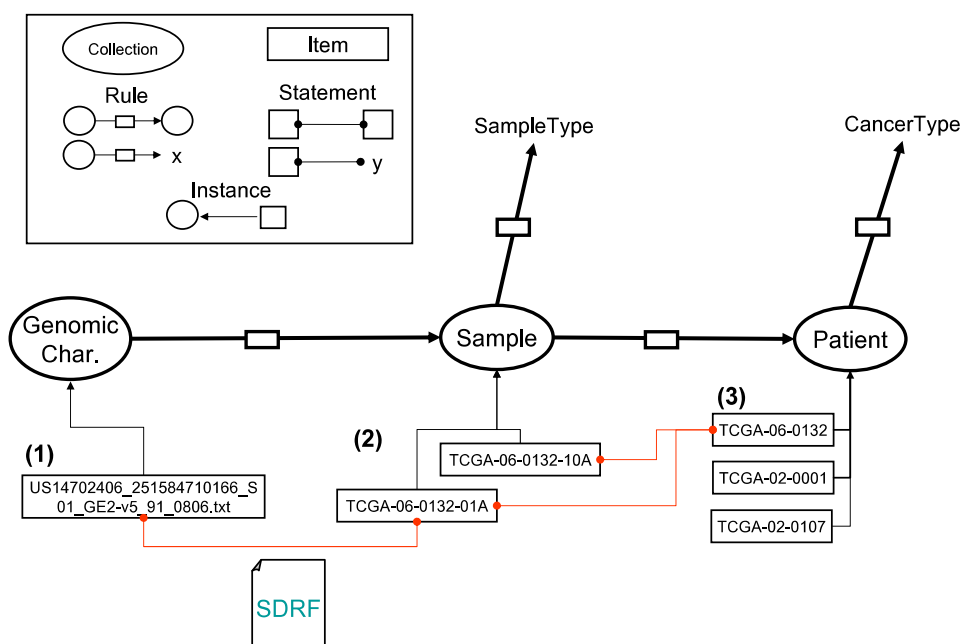 Collection
Item
Rule
Statement
x
y
Instance
SampleType
CancerType
Genomic
Char.
Sample
Patient
(1)
(2)
(3)
US14702406_251584710166_S
01_GE2-v5_91_0806.txt
TCGA-06-0132-10A
TCGA-06-0132-01A
TCGA-06-0132
TCGA-02-0001
TCGA-02-0107
SDRF